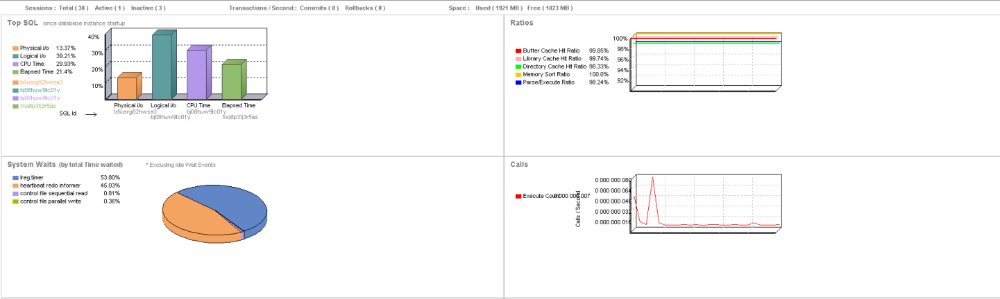 Sessions : Total ( 38 ) Active ( 1 ) Inactive ( 3 ) Transactions / Second : Commits ( 0 ) Rollbacks ( 0 ) Space : Used ( 1921 MB ) Free ( 1023 MB )
Top SQL since database instance startup
Physical i/o 13.37%
Logical i/o 39.21%
CPU Time 29.93%
Elapsed Time 21.4%
b6usrg82hwsa3
bj08huw9tc01y
bj08huw9tc01y
fnq8p3fj3r5as
40%
30%
20%
10%
Physical i/o Logical i/o CPU Time Elapsed Time
SQL Id
b6usrg82hwsa3 bj08huw9tc01y
bj08huw9tc01y fnq8p3fj3r5as
Ratios
Buffer Cache Hit Ratio 99.85%
Library Cache Hit Ratio 99.74%
Directory Cache Hit Ratio 98.33%
Memory Sort Ratio 100.0%
Parse/Execute Ratio 98.24%
100%
98%
96%
94%
92%
System Waits (by total Time waited) * Excluding Idle Wait Events
lreg timer 53.80%
heartbeat redo informer 45.03%
control file sequential read 0.81%
control file parallel write 0.36%
Calls
Execute Count 0 000 000 007
Calls / Second
0 000 000 080
0 000 000 064
0 000 000 048
0 000 000 032
0 000 000 016